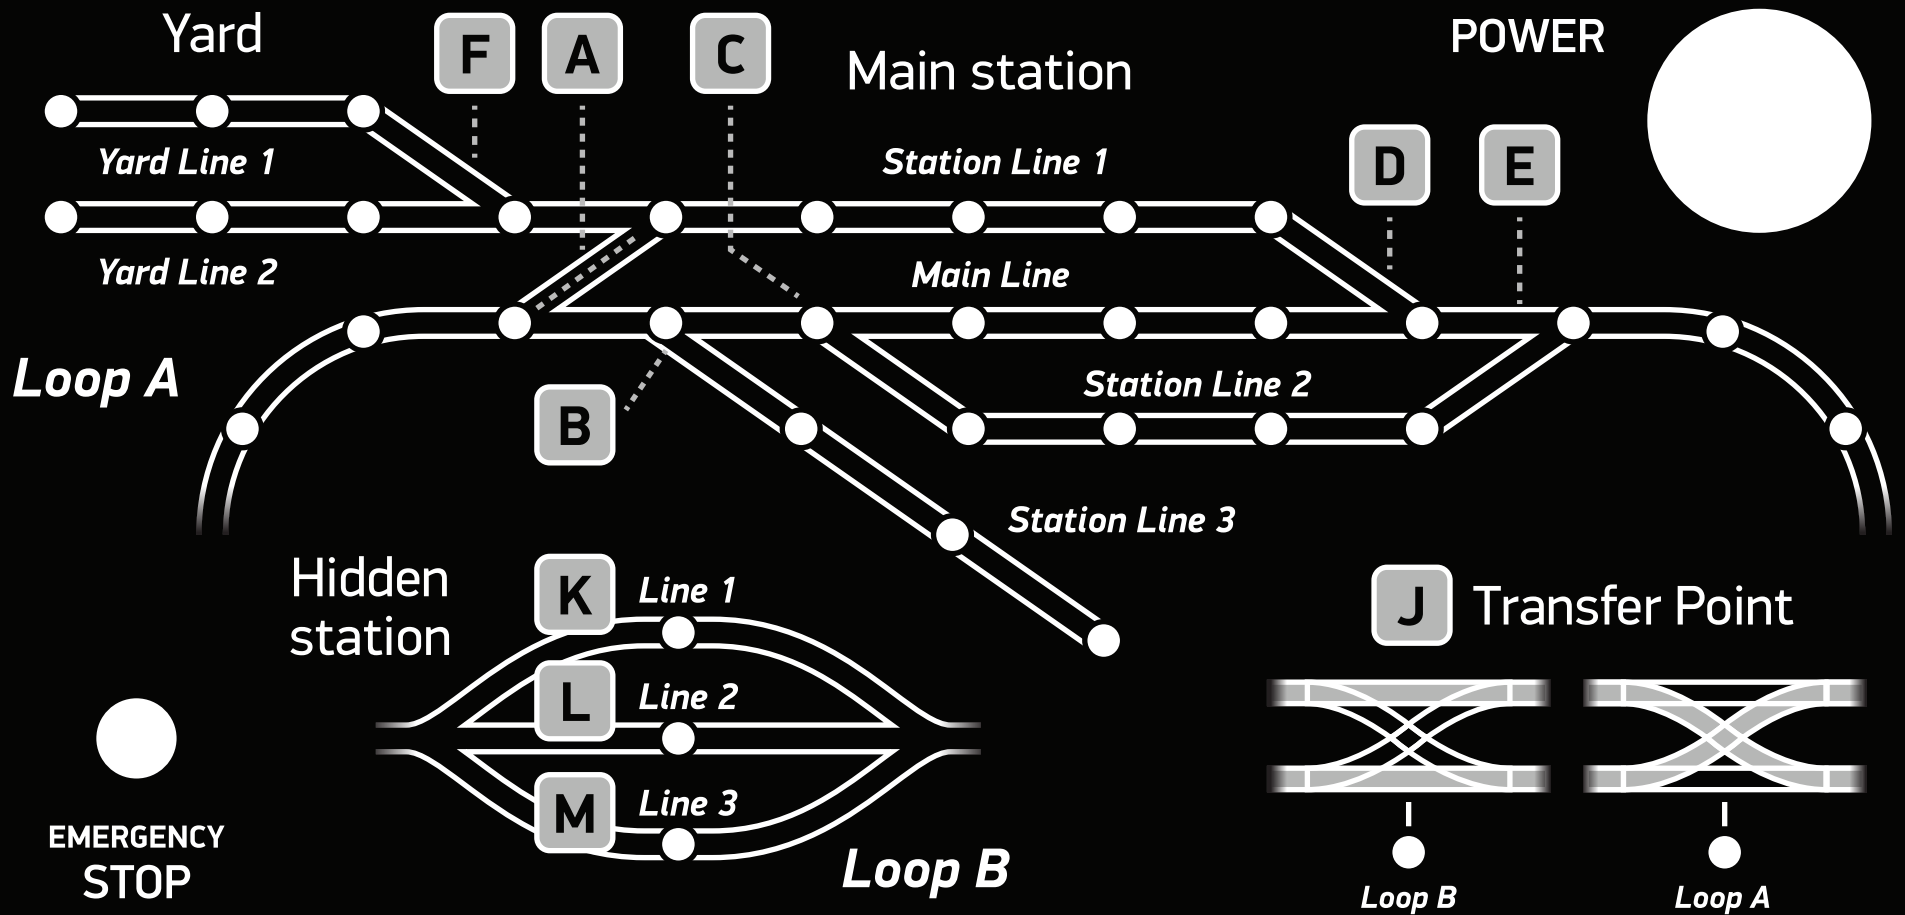 Yard
F
A
C
Main station
POWER
Yard Line 1
Station Line 1
D
E
Yard Line 2
Main Line
Loop A
Station Line 2
B
Station Line 3
Hidden
station
K
Line 1
J
Transfer Point
L
Line 2
M
Line 3
Loop B
EMERGENCY
STOP
Loop B
Loop A